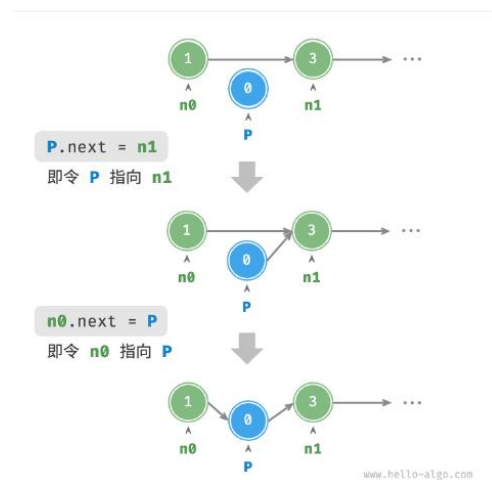 1 3 ...
0
n0 n1
P
P.next = n1
即令 P 指向 n1
1 3 ...
0
n0 n1
P
n0.next = P
即令 n0 指向 P
1 3 ...
0
n0 n1
P
www.hello-algo.com